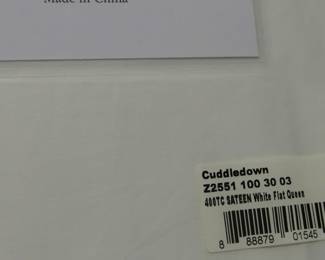 Made in China
Cuddledown
Z2551 100 30 03
400TC SATEEN White Flat Queen
8 88879 01545